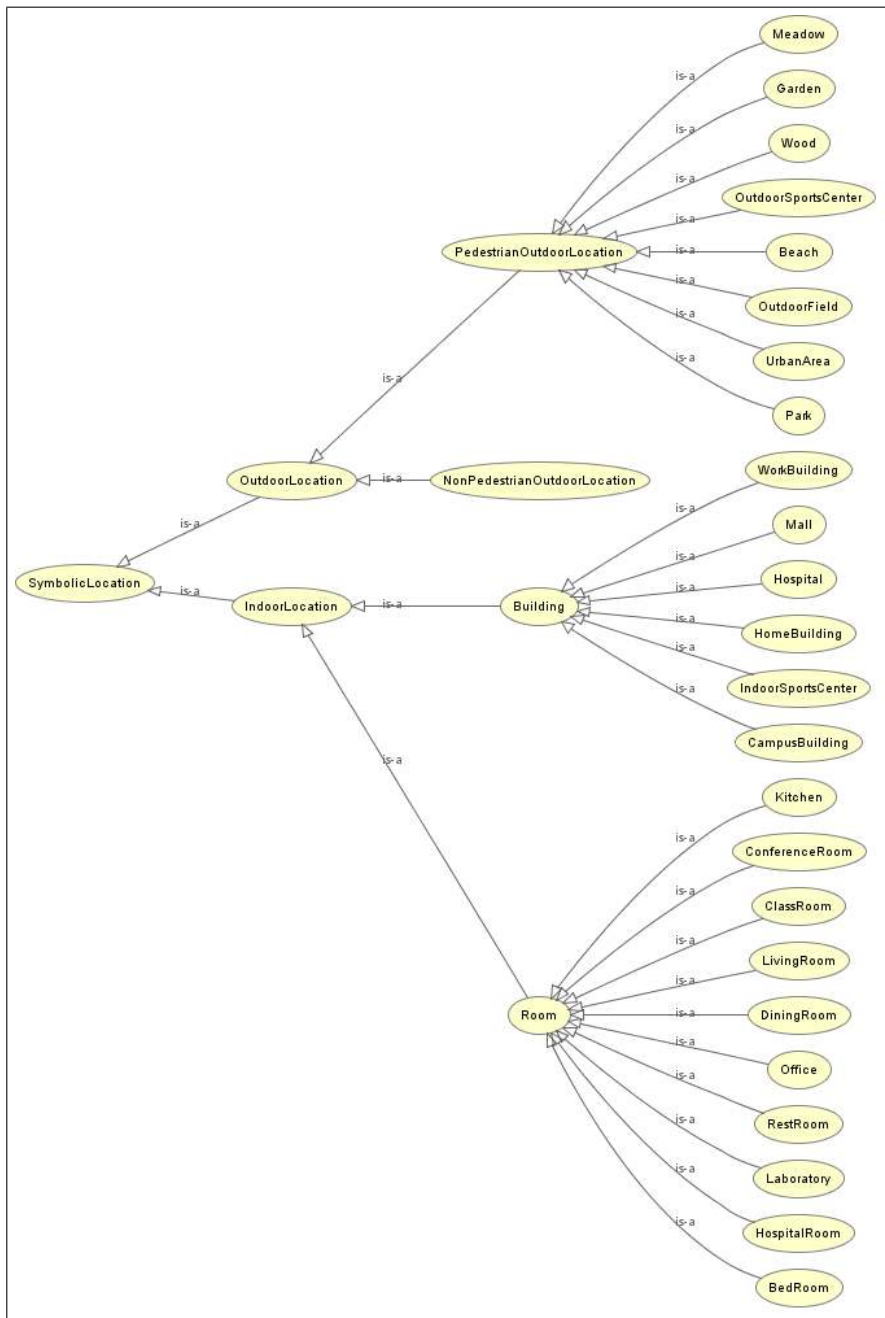 Meadow
is-a
Garden
is-a
Wood
is-a
OutdoorSportsCenter
is-a
PedestrianOutdoorLocation
is-a
Beach
is-a
OutdoorField
is-a
UrbanArea
is-a
Park
is-a
WorkBuilding
OutdoorLocation
is-a
NonPedestrianOutdoorLocation
is-a
Mall
is-a
is-a
Hospital
SymbolicLocation
is-a
is-a
IndoorLocation
is-a
Building
is-a
HomeBuilding
is-a
IndoorSportsCenter
is-a
CampusBuilding
is-a
Kitchen
is-a
ConferenceRoom
is-a
ClassRoom
is-a
LivingRoom
is-a
Room
is-a
DiningRoom
is-a
Office
is-a
RestRoom
is-a
Laboratory
is-a
HospitalRoom
is-a
BedRoom